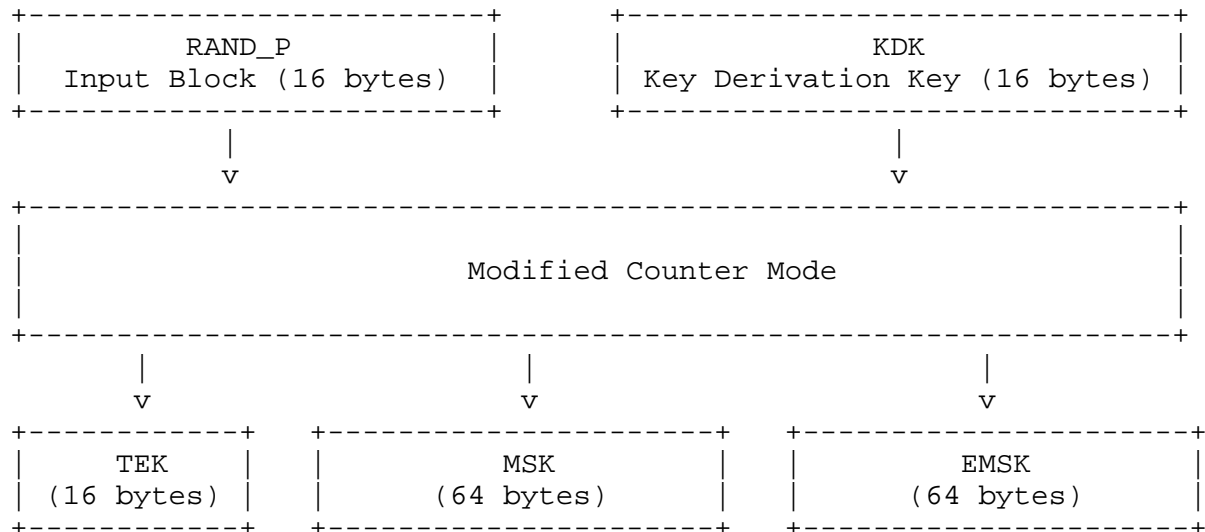 RAND_P KDK
Input Block (16 bytes) Key Derivation Key (16 bytes)
v v
Modified Counter Mode
v v v
TEK MSK EMSK
(16 bytes) (64 bytes) (64 bytes)